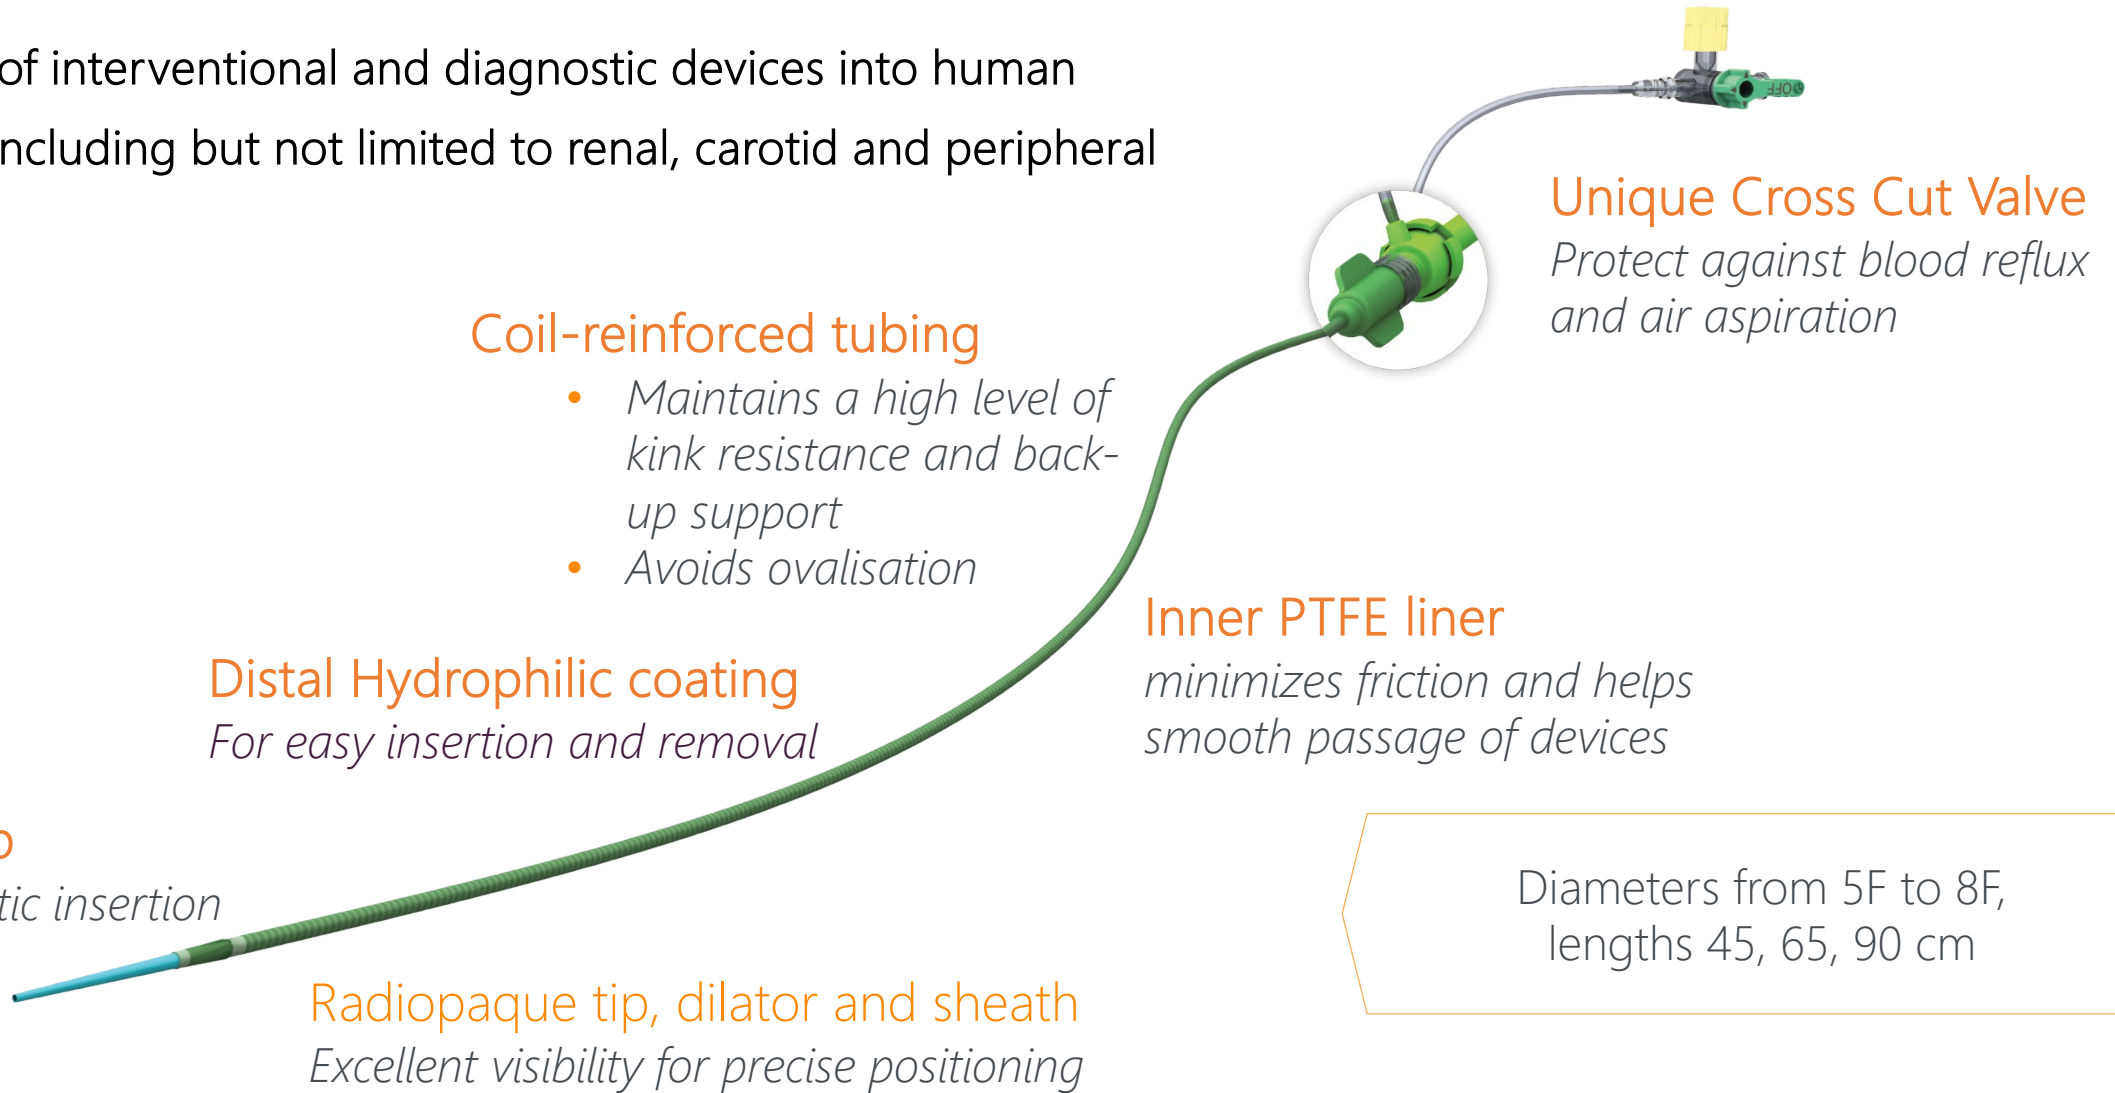 of interventional and diagnostic devices into human
ncluding but not limited to renal, carotid and peripheral
OFF
Unique Cross Cut Valve
Protect against blood reflux
and air aspiration
Coil-reinforced tubing
• Maintains a high level of
kink resistance and back-
up support
• Avoids ovalisation
Inner PTFE liner
minimizes friction and helps
smooth passage of devices
Distal Hydrophilic coating
For easy insertion and removal
tic insertion
Diameters from 5F to 8F,
lengths 45, 65, 90 cm
Radiopaque tip, dilator and sheath
Excellent visibility for precise positioning